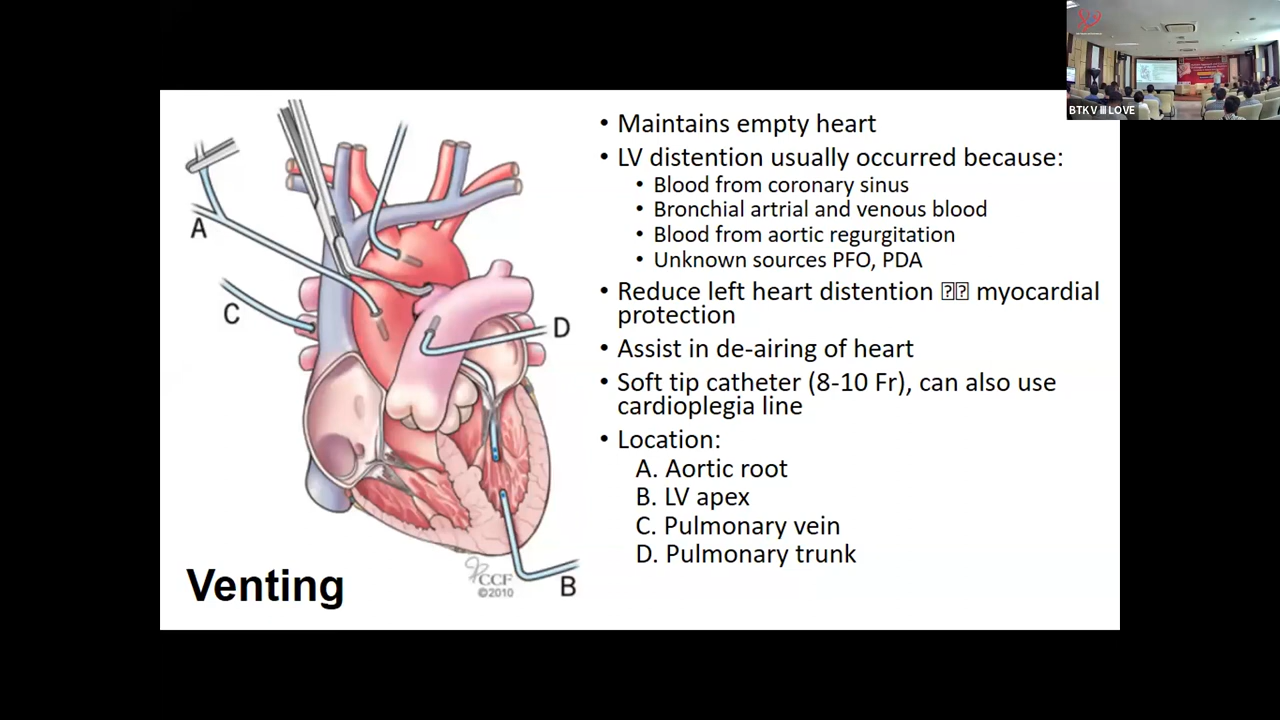 BTKV III LOVE
A
C
D
B
CCF
©2010
Venting
• Maintains empty heart
• LV distention usually occurred because:
• Blood from coronary sinus
• Bronchial artrial and venous blood
• Blood from aortic regurgitation
• Unknown sources PFO, PDA
• Reduce left heart distention myocardial
protection
• Assist in de-airing of heart
• Soft tip catheter (8-10 Fr), can also use
cardioplegia line
• Location:
A. Aortic root
B. LV apex
C. Pulmonary vein
D. Pulmonary trunk